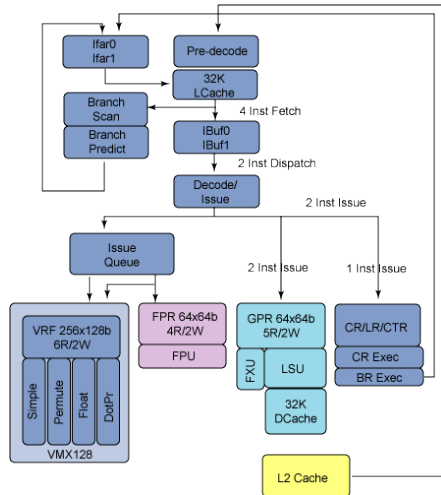 Ifar0
Ifar1
Pre-decode
32K
LCache
Branch
Scan
Branch
Predict
4 Inst Fetch
IBuf0
IBuf1
2 Inst Dispatch
Decode/
Issue
2 Inst Issue
Issue
Queue
2 Inst Issue
1 Inst Issue
VRF 256x128b
6R/2W
Simple
Permute
Float
DotPr
VMX128
FPR 64x64b
4R/2W
FPU
GPR 64x64b
5R/2W
FXU
LSU
32K
DCache
CR/LR/CTR
CR Exec
BR Exec
L2 Cache